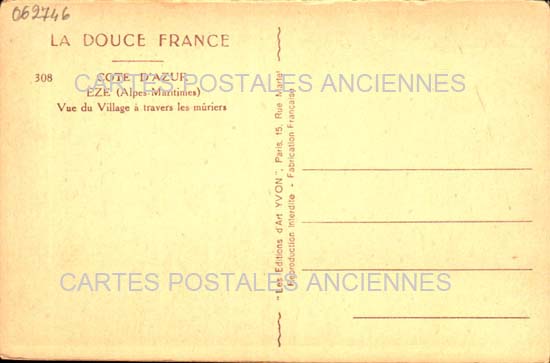 062746
LA DOUCE FRANCE
308 COTE D'AZUR
EZE (Alpes-Maritimes)
Vue du Village à travers les mûriers
CARTES POSTALES ANCIENNES
"Les Editions d'Art YVON", Paris, 15, Rue Martel
Reproduction Interdite - Fabrication Française
CARTES POSTALES ANCIENNES